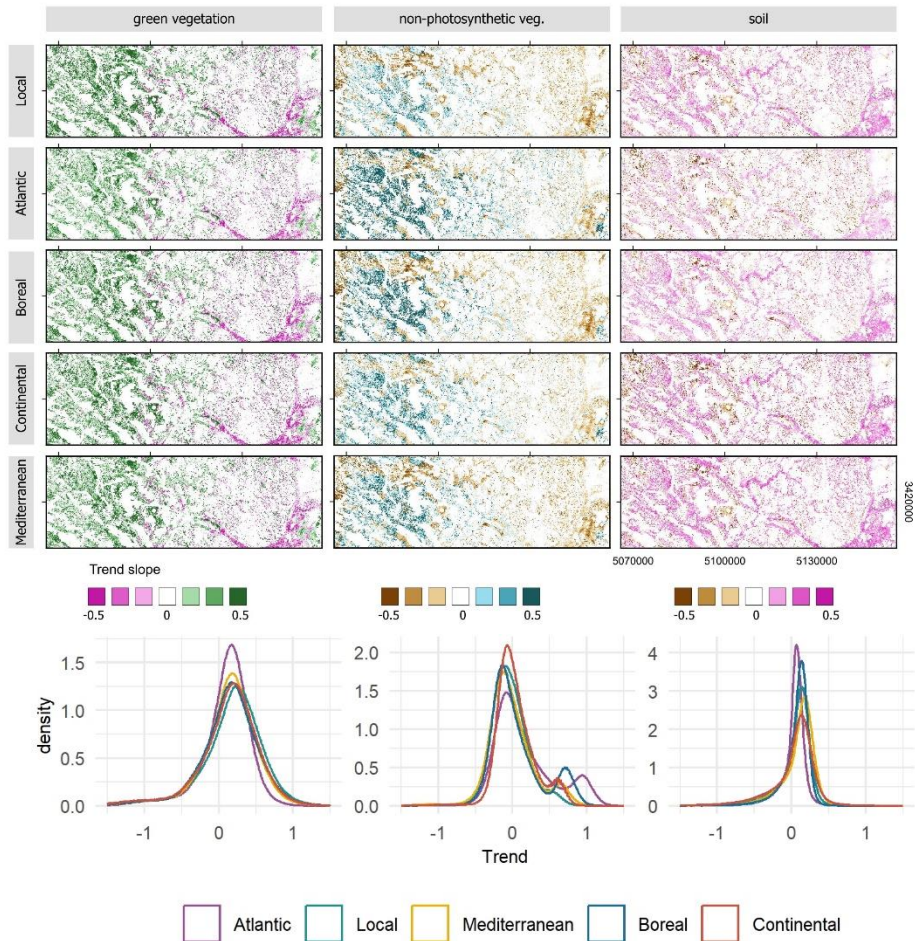 green vegetation
non-photosynthetic veg.
soil
Local
Atlantic
Boreal
Continental
Mediterranean
3420000
5070000 5100000 5130000
Trend slope
-0.5 0 0.5
-0.5 0 0.5
-0.5 0 0.5
density
1.5
1.0
0.5
0.0
-1 0 1
2.0
1.5
1.0
0.5
0.0
-1 0 1
4
3
2
1
0
-1 0 1
Trend
Atlantic Local Mediterranean Boreal Continental